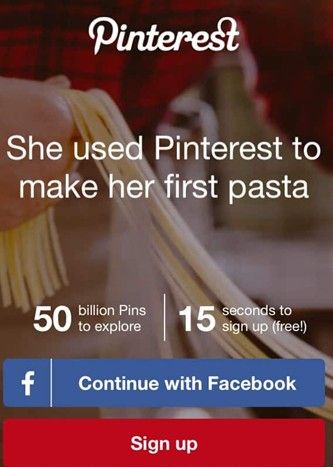 Pinterest
She used Pinterest to
make her first pasta
50 billion Pins
to explore
15 seconds to
sign up (free!)
f Continue with Facebook
Sign up